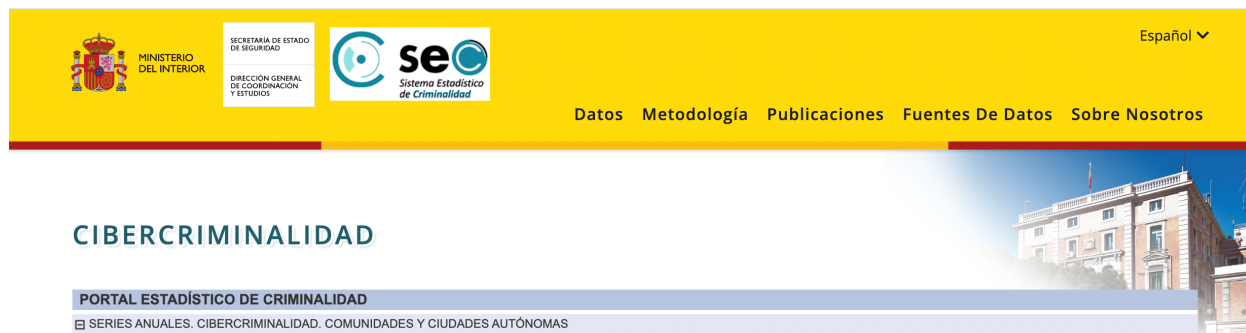 Español
MINISTERIO
DEL INTERIOR
SECRETARÍA DE ESTADO
DE SEGURIDAD
DIRECCIÓN GENERAL
DE COORDINACIÓN
Y ESTUDIOS
sec
Sistema Estadístico
de Criminalidad
Datos Metodología Publicaciones Fuentes De Datos Sobre Nosotros
CIBERCRIMINALIDAD
PORTAL ESTADÍSTICO DE CRIMINALIDAD
SERIES ANUALES. CIBERCRIMINALIDAD. COMUNIDADES Y CIUDADES AUTÓNOMAS